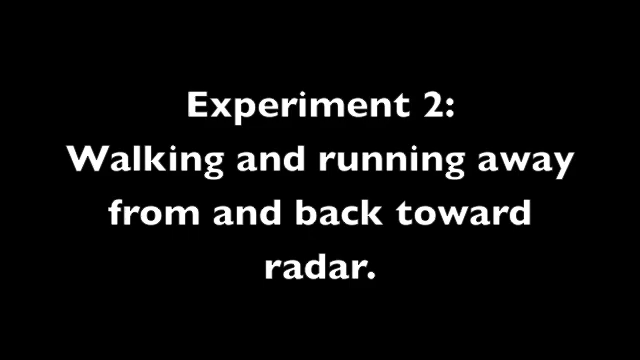 Experiment 2:
Walking and running away
from and back toward
radar.